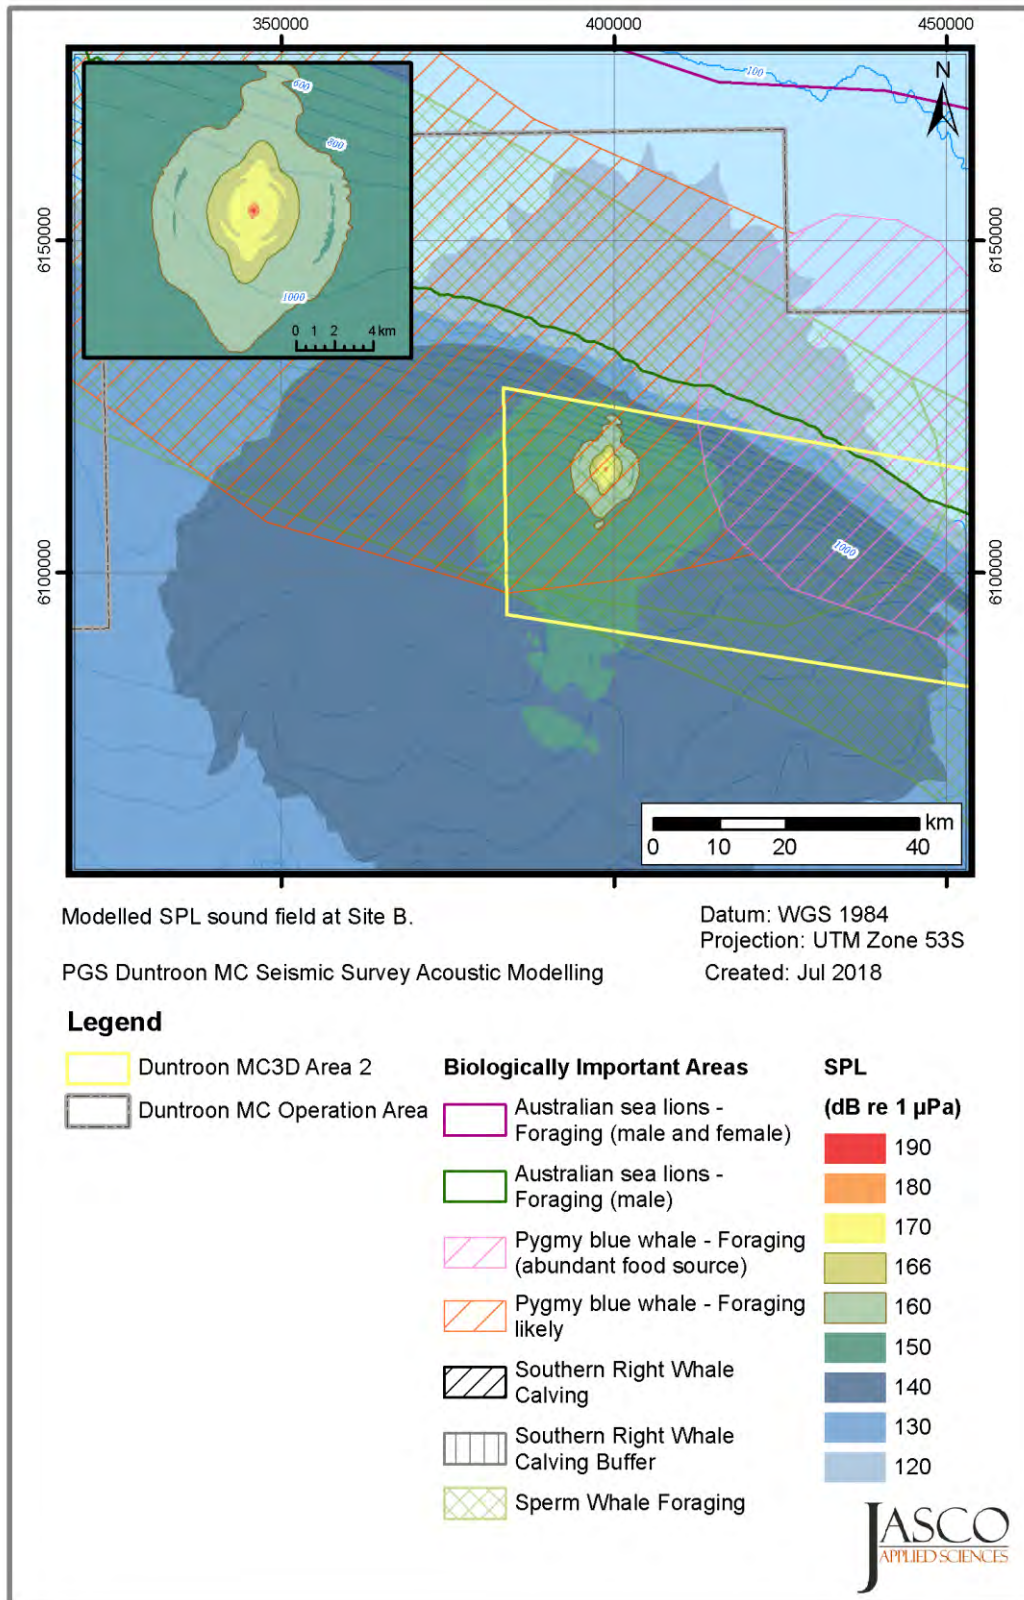 350000 400000 450000
100
N
600
800
1000
0 1 2 4 km
6150000 6150000
1000
6100000 6100000
km
0 10 20 40
Modelled SPL sound field at Site B.
Datum: WGS 1984
Projection: UTM Zone 53S
PGS Duntroon MC Seismic Survey Acoustic Modelling
Created: Jul 2018
Legend
Duntroon MC3D Area 2
Duntroon MC Operation Area
Biologically Important Areas
Australian sea lions -
Foraging (male and female)
Australian sea lions -
Foraging (male)
Pygmy blue whale - Foraging
(abundant food source)
Pygmy blue whale - Foraging
likely
Southern Right Whale
Calving
Southern Right Whale
Calving Buffer
Sperm Whale Foraging
SPL
(dB re 1 µPa)
190
180
170
166
160
150
140
130
120
JASCO
APPLIED SCIENCES